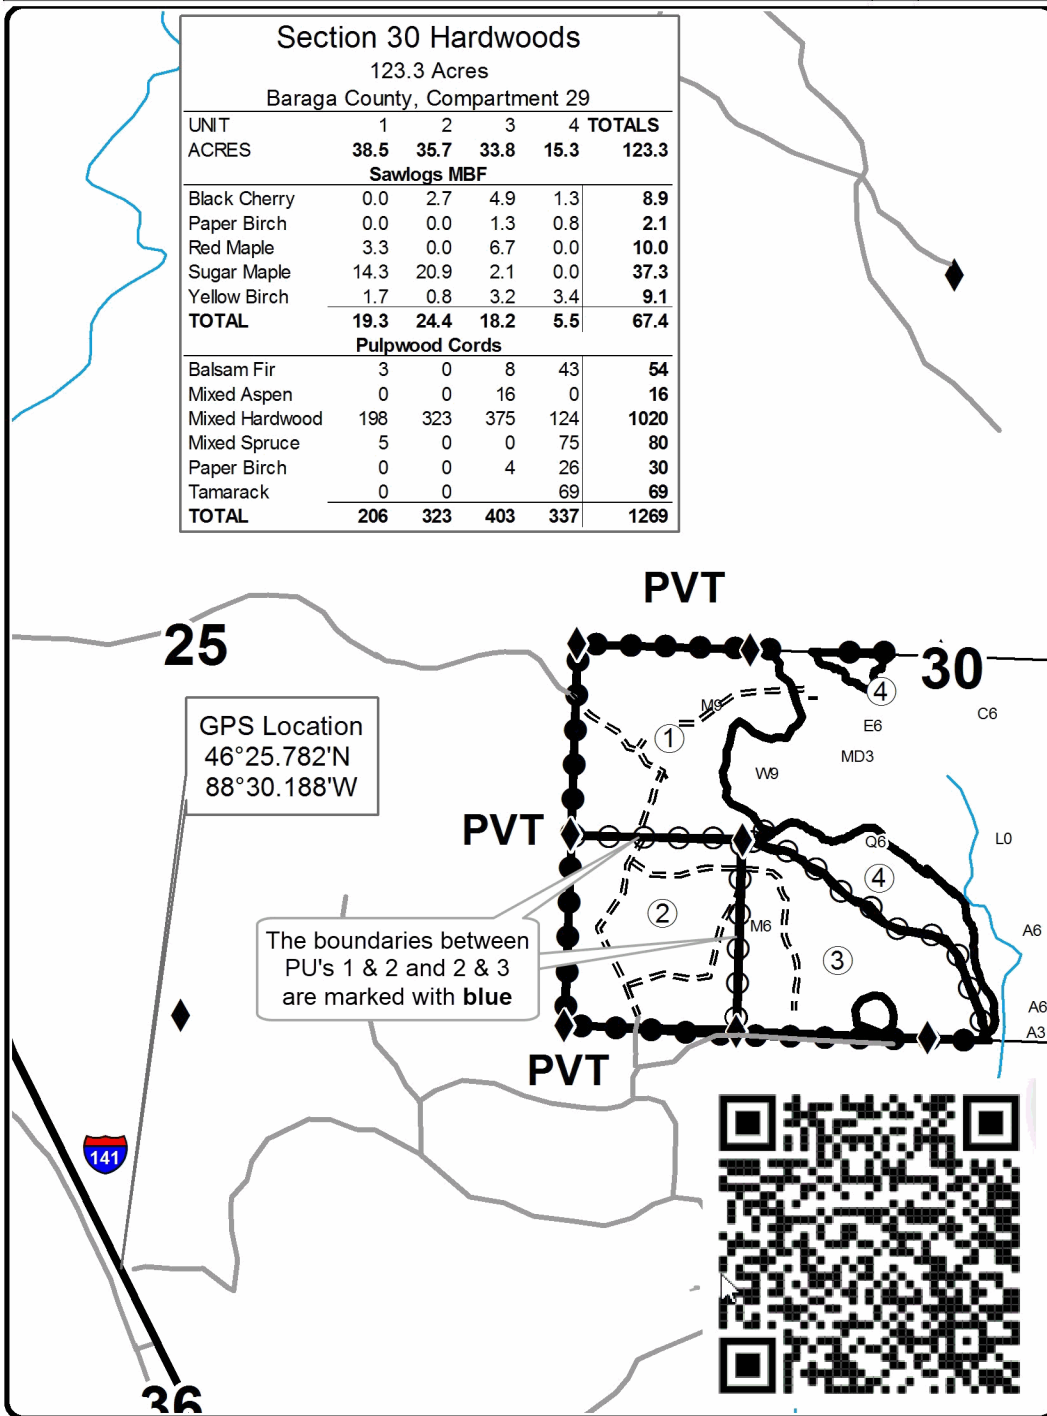 Section 30 Hardwoods
123.3 Acres
Baraga County, Compartment 29
UNIT 1 2 3 4 TOTALS
ACRES 38.5 35.7 33.8 15.3 123.3
Sawlogs MBF
Black Cherry 0.0 2.7 4.9 1.3 8.9
Paper Birch 0.0 0.0 1.3 0.8 2.1
Red Maple 3.3 0.0 6.7 0.0 10.0
Sugar Maple 14.3 20.9 2.1 0.0 37.3
Yellow Birch 1.7 0.8 3.2 3.4 9.1
TOTAL 19.3 24.4 18.2 5.5 67.4
Pulpwood Cords
Balsam Fir 3 0 8 43 54
Mixed Aspen 0 0 16 0 16
Mixed Hardwood 198 323 375 124 1020
Mixed Spruce 5 0 0 75 80
Paper Birch 0 0 4 26 30
Tamarack 0 0 69 69
TOTAL 206 323 403 337 1269
PVT
25
30
4
M9
C6
E6
1
GPS Location
46°25.782'N
88°30.188'W
MD3
W9
PVT
Q6
L0
4
2
M6
A6
The boundaries between
PU's 1 & 2 and 2 & 3
are marked with blue
3
A6
A3
PVT
141
36